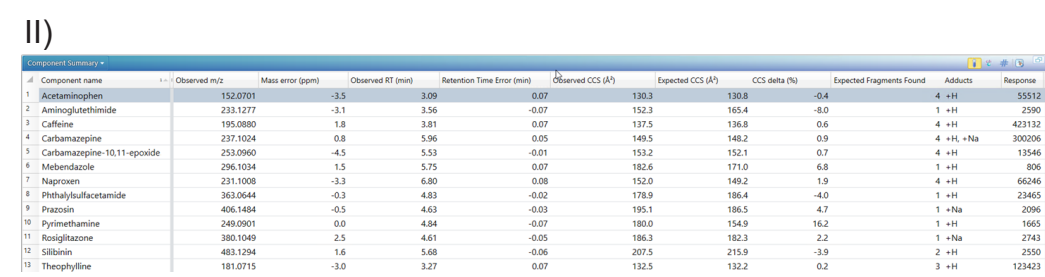 II)
Component Summary
Component name Observed m/z Mass error (ppm) Observed RT (min) Retention Time Error (min) Observed CCS (Å²) Expected CCS (Å²) CCS delta (%) Expected Fragments Found Adducts Response
1 Acetaminophen 152.0701 -3.5 3.09 0.07 130.3 130.8 -0.4 4 +H 55512
2 Aminoglutethimide 233.1277 -3.1 3.56 -0.07 152.3 165.4 -8.0 1 +H 2590
3 Caffeine 195.0880 1.8 3.81 0.07 137.5 136.8 0.6 4 +H 423132
4 Carbamazepine 237.1024 0.8 5.96 0.05 149.5 148.2 0.9 4 +H, +Na 300206
5 Carbamazepine-10,11-epoxide 253.0960 -4.5 5.53 -0.01 153.2 152.1 0.7 4 +H 13546
6 Mebendazole 296.1034 1.5 5.75 0.07 182.6 171.0 6.8 1 +H 806
7 Naproxen 231.1008 -3.3 6.80 0.08 152.0 149.2 1.9 4 +H 66246
8 Phthalylsulfacetamide 363.0644 -0.3 4.83 -0.02 178.9 186.4 -4.0 1 +H 23465
9 Prazosin 406.1484 -0.5 4.63 -0.03 195.1 186.5 4.7 1 +Na 2096
10 Pyrimethamine 249.0901 0.0 4.84 -0.07 180.0 154.9 16.2 1 +H 1665
11 Rosiglitazone 380.1049 2.5 4.61 -0.05 186.3 182.3 2.2 1 +Na 2743
12 Silibinin 483.1294 1.6 5.68 -0.06 207.5 215.9 -3.9 2 +H 2550
13 Theophylline 181.0715 -3.0 3.27 0.07 132.5 132.2 0.2 3 +H 123423